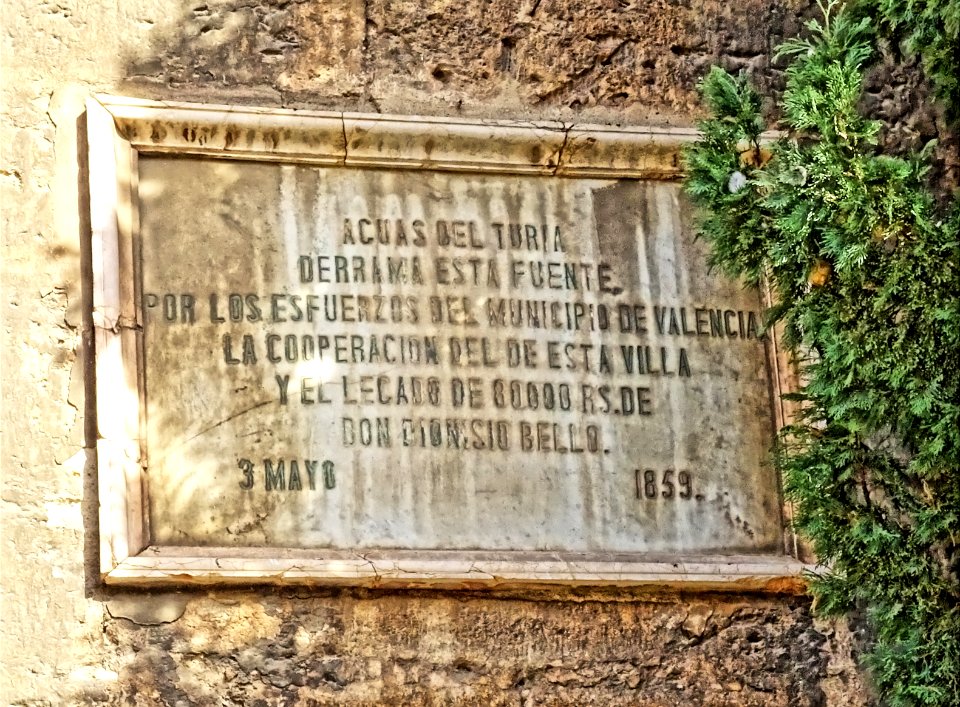 AGUAS DEL TURIA
DERRAMA ESTA FUENTE,
POR LOS ESFUERZOS DEL MUNICIPIO DE VALENCIA,
LA COOPERACION DEL DE ESTA VILLA
Y EL LEGADO DE 80000 RS. DE
DON DIONISIO BELLO.
3 MAYO 1859.